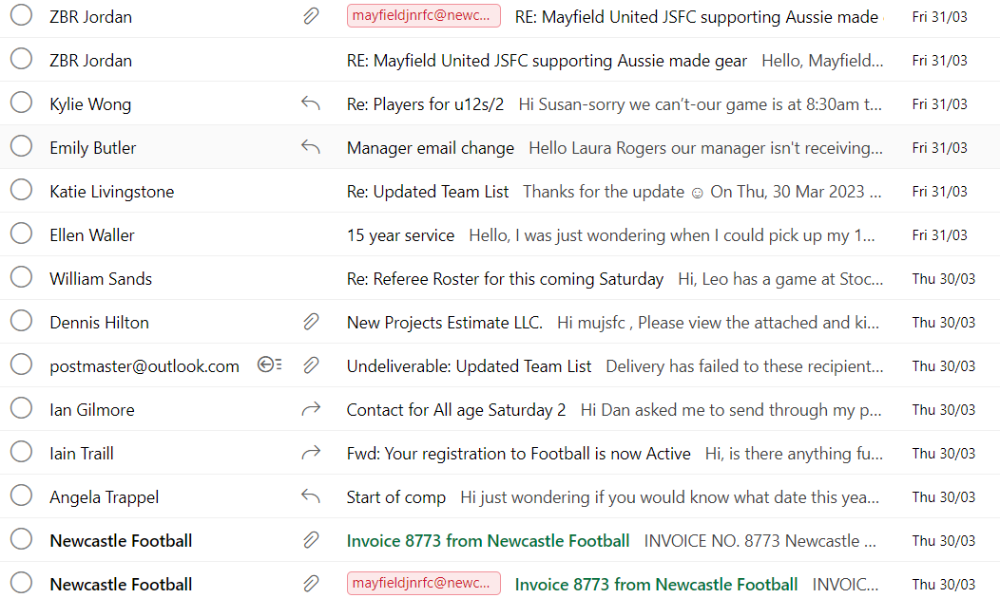 ZBR Jordan mayfieldjnrfc@newc... RE: Mayfield United JSFC supporting Aussie made Fri 31/03
ZBR Jordan RE: Mayfield United JSFC supporting Aussie made gear Hello, Mayfield... Fri 31/03
Kylie Wong Re: Players for u12s/2 Hi Susan-sorry we can’t-our game is at 8:30am t... Fri 31/03
Emily Butler Manager email change Hello Laura Rogers our manager isn't receiving... Fri 31/03
Katie Livingstone Re: Updated Team List Thanks for the update ☺ On Thu, 30 Mar 2023 ... Fri 31/03
Ellen Waller 15 year service Hello, I was just wondering when I could pick up my 1... Fri 31/03
William Sands Re: Referee Roster for this coming Saturday Hi, Leo has a game at Stoc... Thu 30/03
Dennis Hilton New Projects Estimate LLC. Hi mujsfc , Please view the attached and ki... Thu 30/03
postmaster@outlook.com Undeliverable: Updated Team List Delivery has failed to these recipient... Thu 30/03
Ian Gilmore Contact for All age Saturday 2 Hi Dan asked me to send through my p... Thu 30/03
Iain Traill Fwd: Your registration to Football is now Active Hi, is there anything fu... Thu 30/03
Angela Trappel Start of comp Hi just wondering if you would know what date this yea... Thu 30/03
Newcastle Football Invoice 8773 from Newcastle Football INVOICE NO. 8773 Newcastle ... Thu 30/03
Newcastle Football mayfieldjnrfc@newc... Invoice 8773 from Newcastle Football INVOIC... Thu 30/03